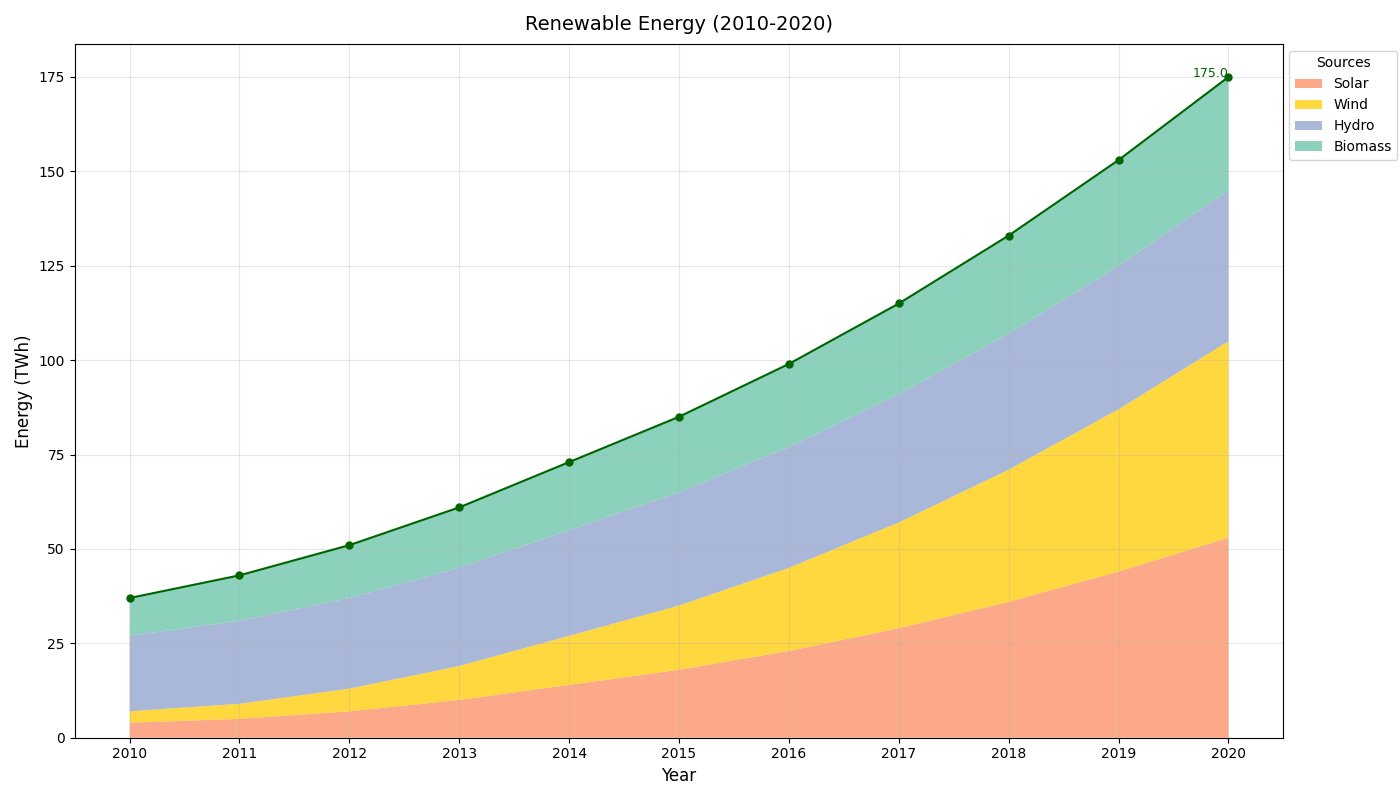 Renewable Energy (2010-2020)
Energy (TWh)
175
150
125
100
75
50
25
0
175.0
Sources
Solar
Wind
Hydro
Biomass
2010 2011 2012 2013 2014 2015 2016 2017 2018 2019 2020
Year